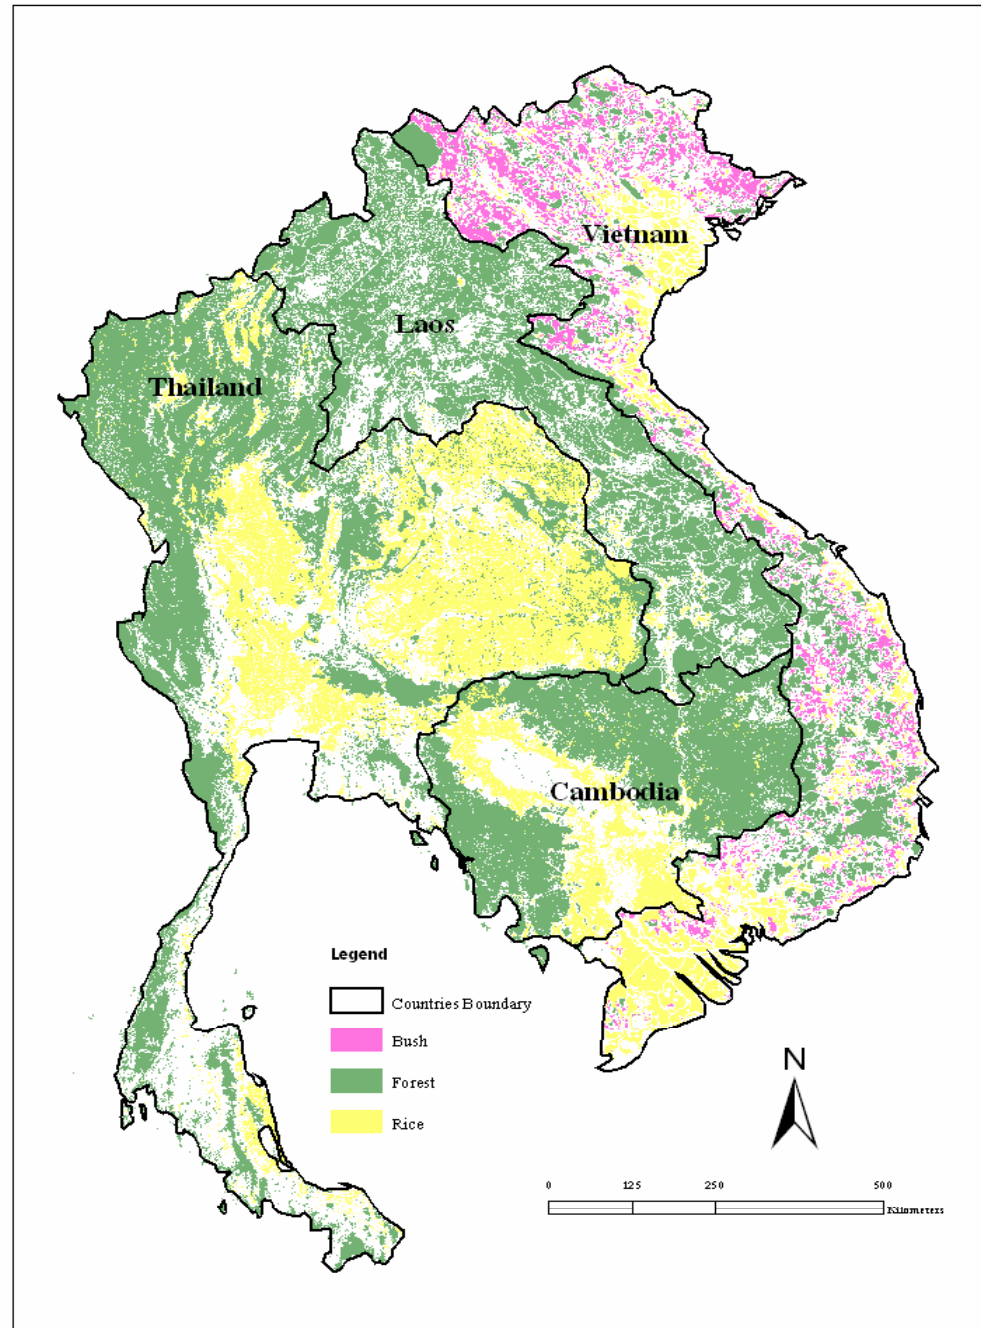 Vietnam
Laos
Thailand
Cambodia
Legend
Countries Boundary
Bush
Forest
Rice
N
0 125 250 500
Kilometers